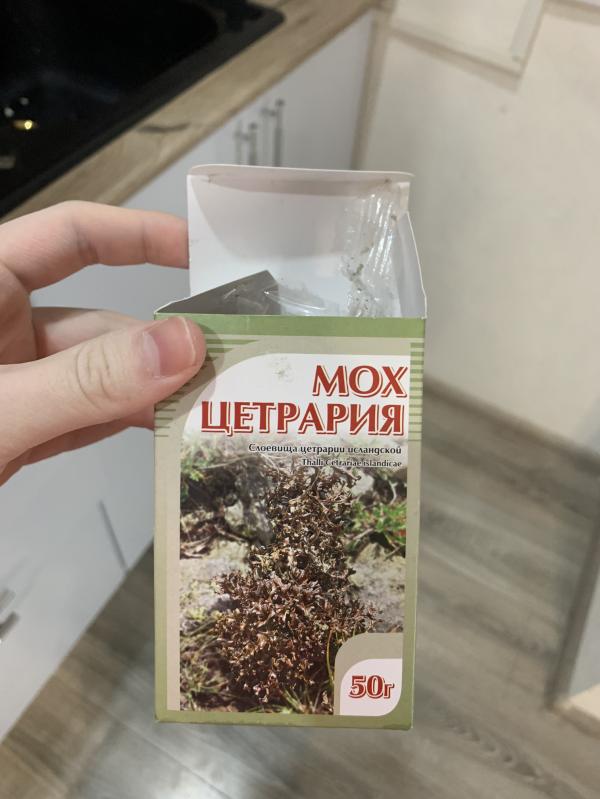 МОХ
ЦЕТРАРИЯ
Слоевища цетрарии исландской
Thalli Cetrariae islandicae
50г